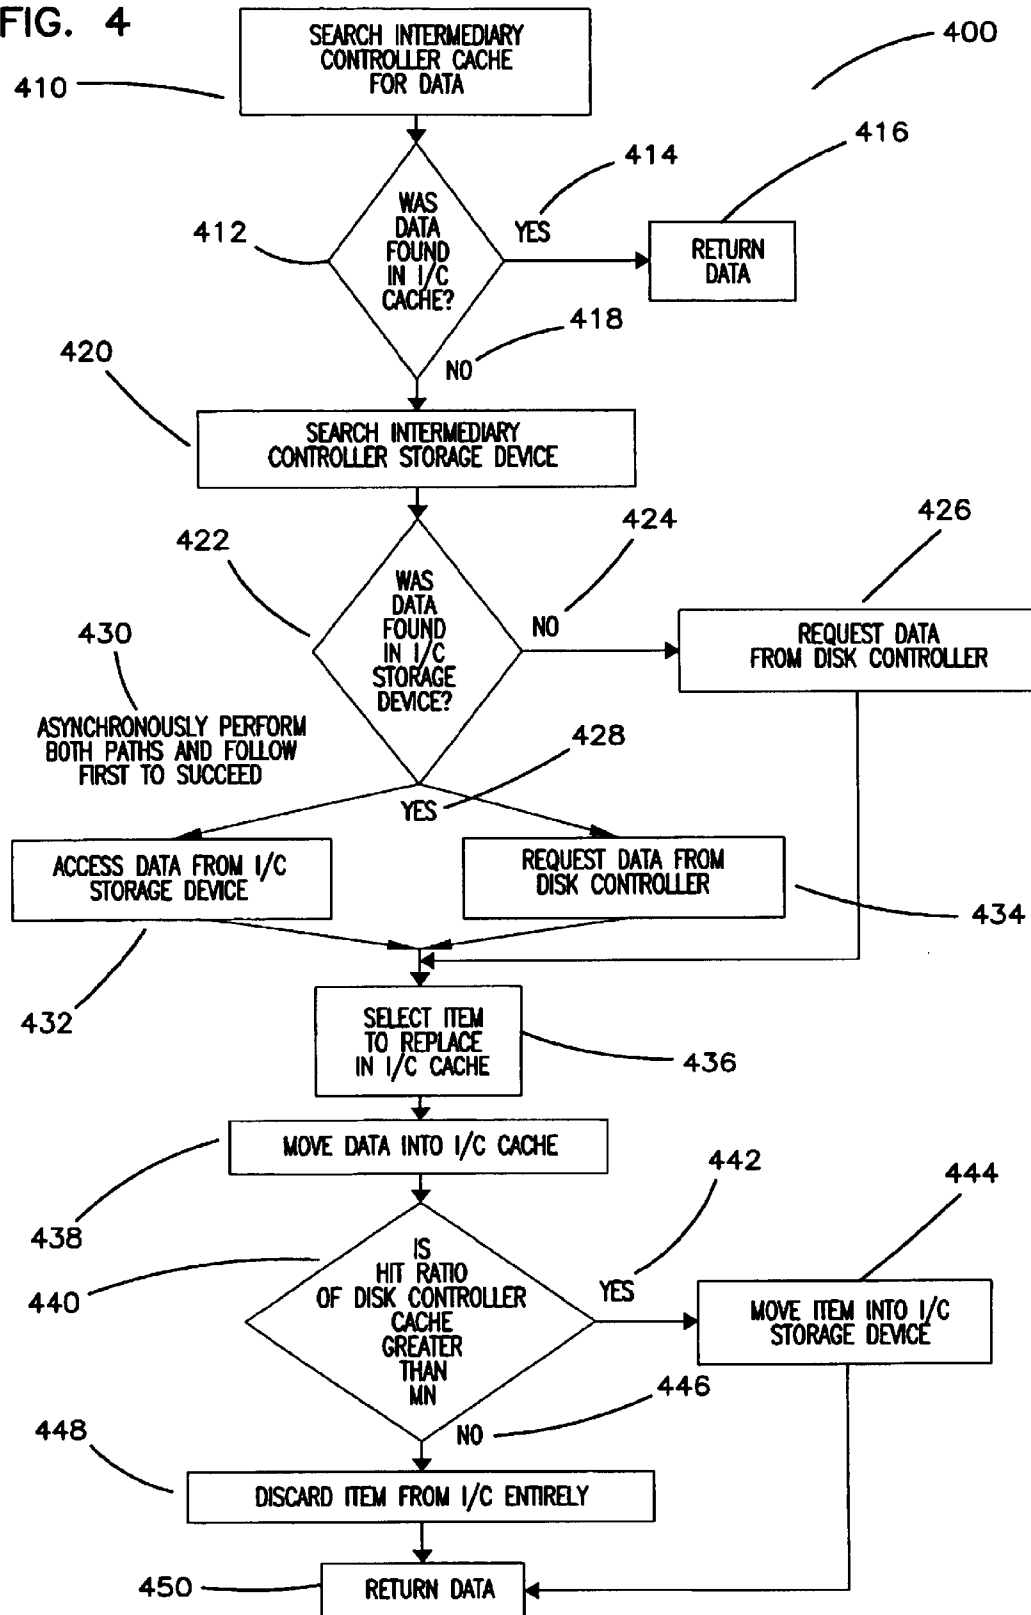 FIG. 4
SEARCH INTERMEDIARY
CONTROLLER CACHE
FOR DATA
400
410
416
414
WAS
DATA
FOUND
IN I/C
CACHE?
YES
412
RETURN
DATA
418
NO
420
SEARCH INTERMEDIARY
CONTROLLER STORAGE DEVICE
424
426
422
WAS
DATA
FOUND
IN I/C
STORAGE
DEVICE?
NO
REQUEST DATA
FROM DISK CONTROLLER
430
ASYNCHRONOUSLY PERFORM
BOTH PATHS AND FOLLOW
FIRST TO SUCCEED
428
YES
ACCESS DATA FROM I/C
STORAGE DEVICE
REQUEST DATA FROM
DISK CONTROLLER
434
432
SELECT ITEM
TO REPLACE
IN I/C CACHE
436
MOVE DATA INTO I/C CACHE
438
442
444
440
IS
HIT RATIO
OF DISK CONTROLLER
CACHE
GREATER
THAN
MN
YES
MOVE ITEM INTO I/C
STORAGE DEVICE
446
NO
448
DISCARD ITEM FROM I/C ENTIRELY
450
RETURN DATA